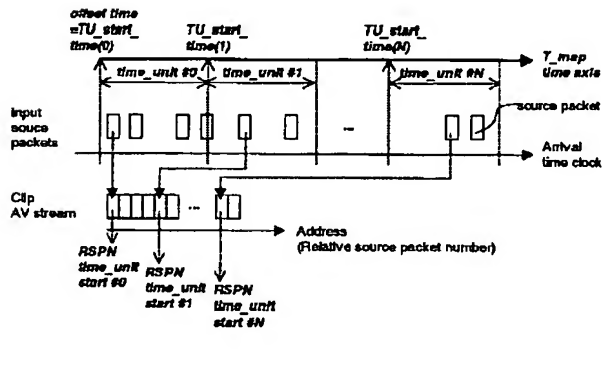 offset time
=TU_start_
time(0)
TU_start_
time(1)
TU_start_
time(N)
T_map
time axis
time_unit #0
time_unit #1
time_unit #N
Input
souce
packets
...
source packet
Arrival
time clock
Clip
AV stream
...
Address
(Relative source packet number)
RSPN
time_unit
start #0
RSPN
time_unit
start #1
RSPN
time_unit
start #N